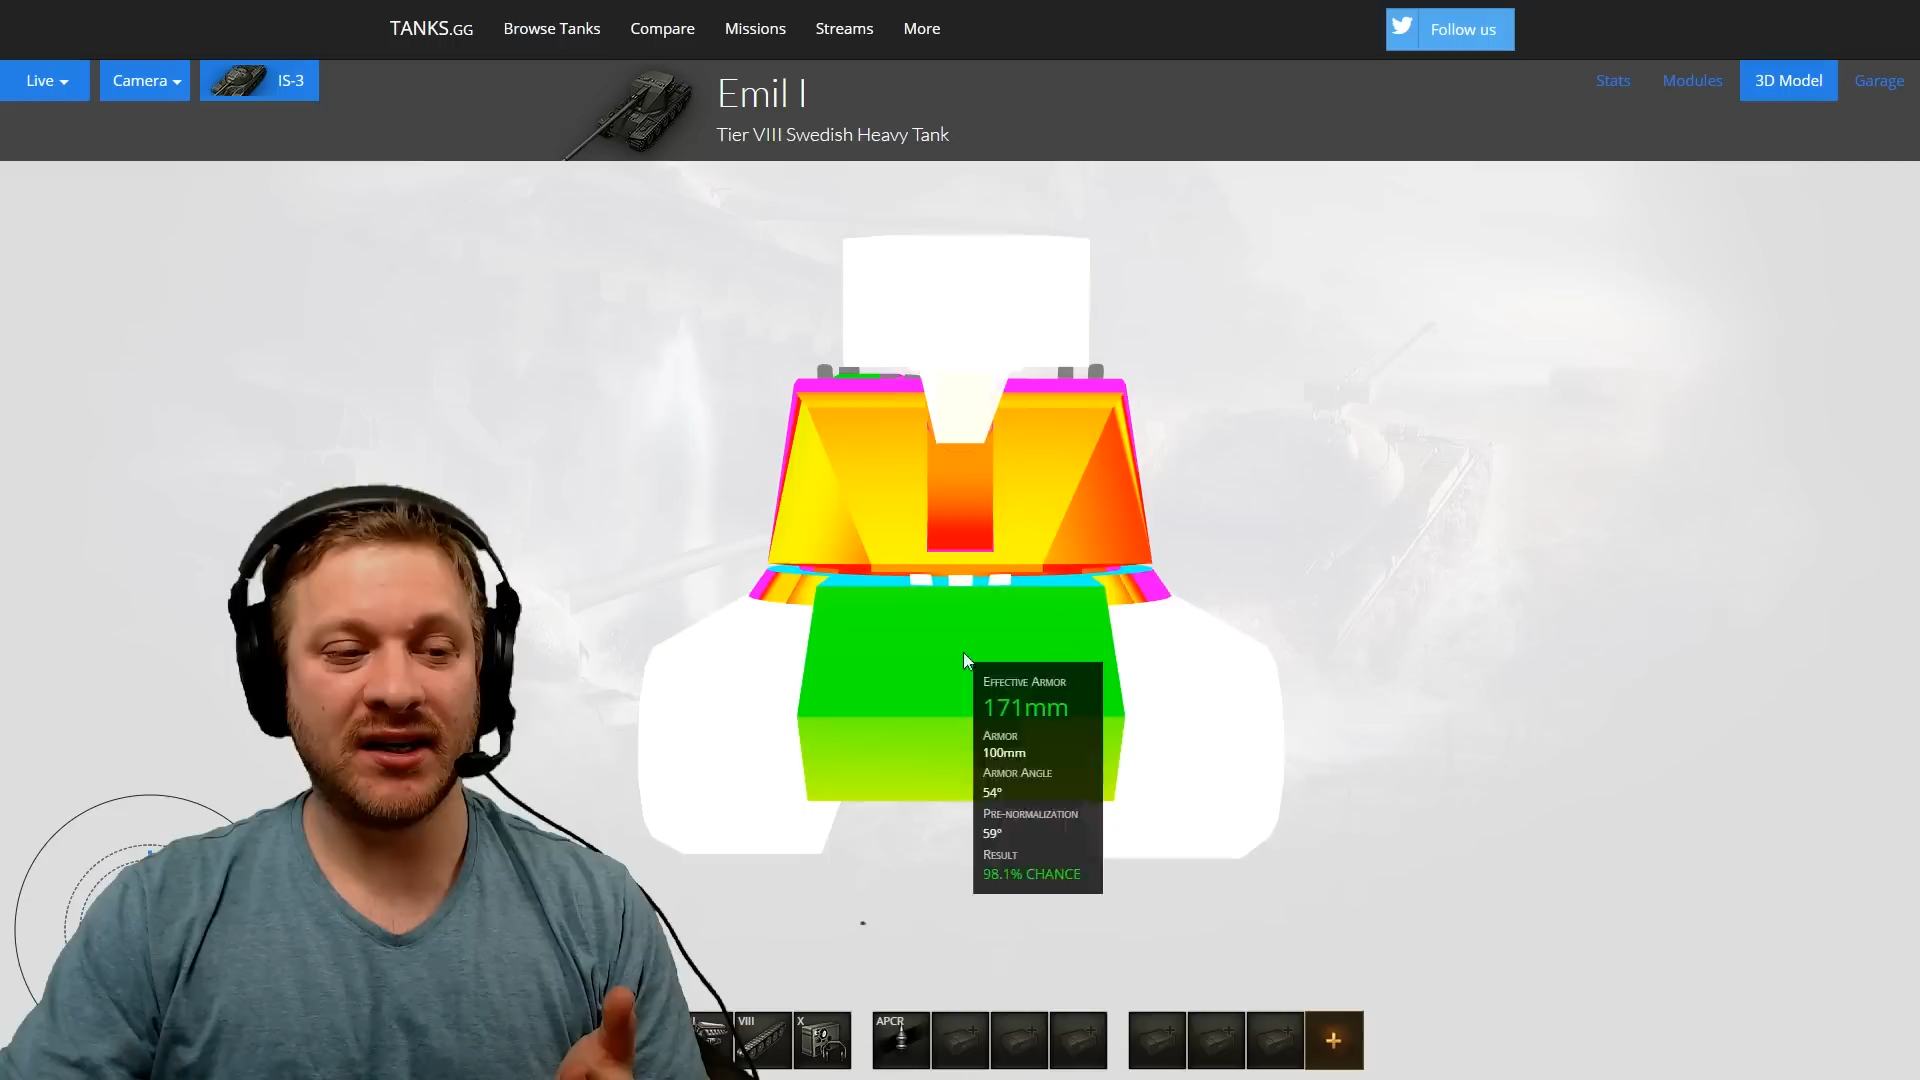 TANKS.GG
Browse Tanks
Compare
Missions
Streams
More
Follow us
Live
Camera
IS-3
Emil I
Tier VIII Swedish Heavy Tank
Stats
Modules
3D Model
Garage
Effective Armor
171mm
Armor
100mm
Armor Angle
54°
Pre-normalization
59°
Result
98.1% CHANCE
VIII
X
APCR